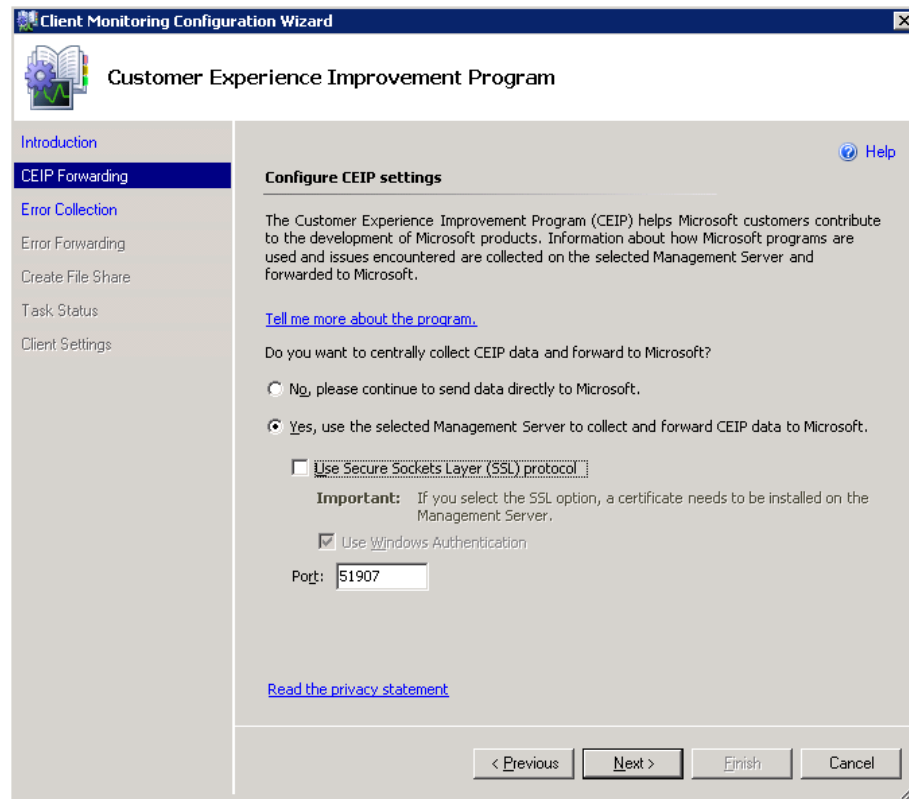 Client Monitoring Configuration Wizard
Customer Experience Improvement Program
Introduction
CEIP Forwarding
Error Collection
Error Forwarding
Create File Share
Task Status
Client Settings
Help
Configure CEIP settings
The Customer Experience Improvement Program (CEIP) helps Microsoft customers contribute
to the development of Microsoft products. Information about how Microsoft programs are
used and issues encountered are collected on the selected Management Server and
forwarded to Microsoft.
Tell me more about the program.
Do you want to centrally collect CEIP data and forward to Microsoft?
No, please continue to send data directly to Microsoft.
Yes, use the selected Management Server to collect and forward CEIP data to Microsoft.
Use Secure Sockets Layer (SSL) protocol
Important: If you select the SSL option, a certificate needs to be installed on the
Management Server.
Use Windows Authentication
Port: 51907
Read the privacy statement
< Previous Next > Finish Cancel